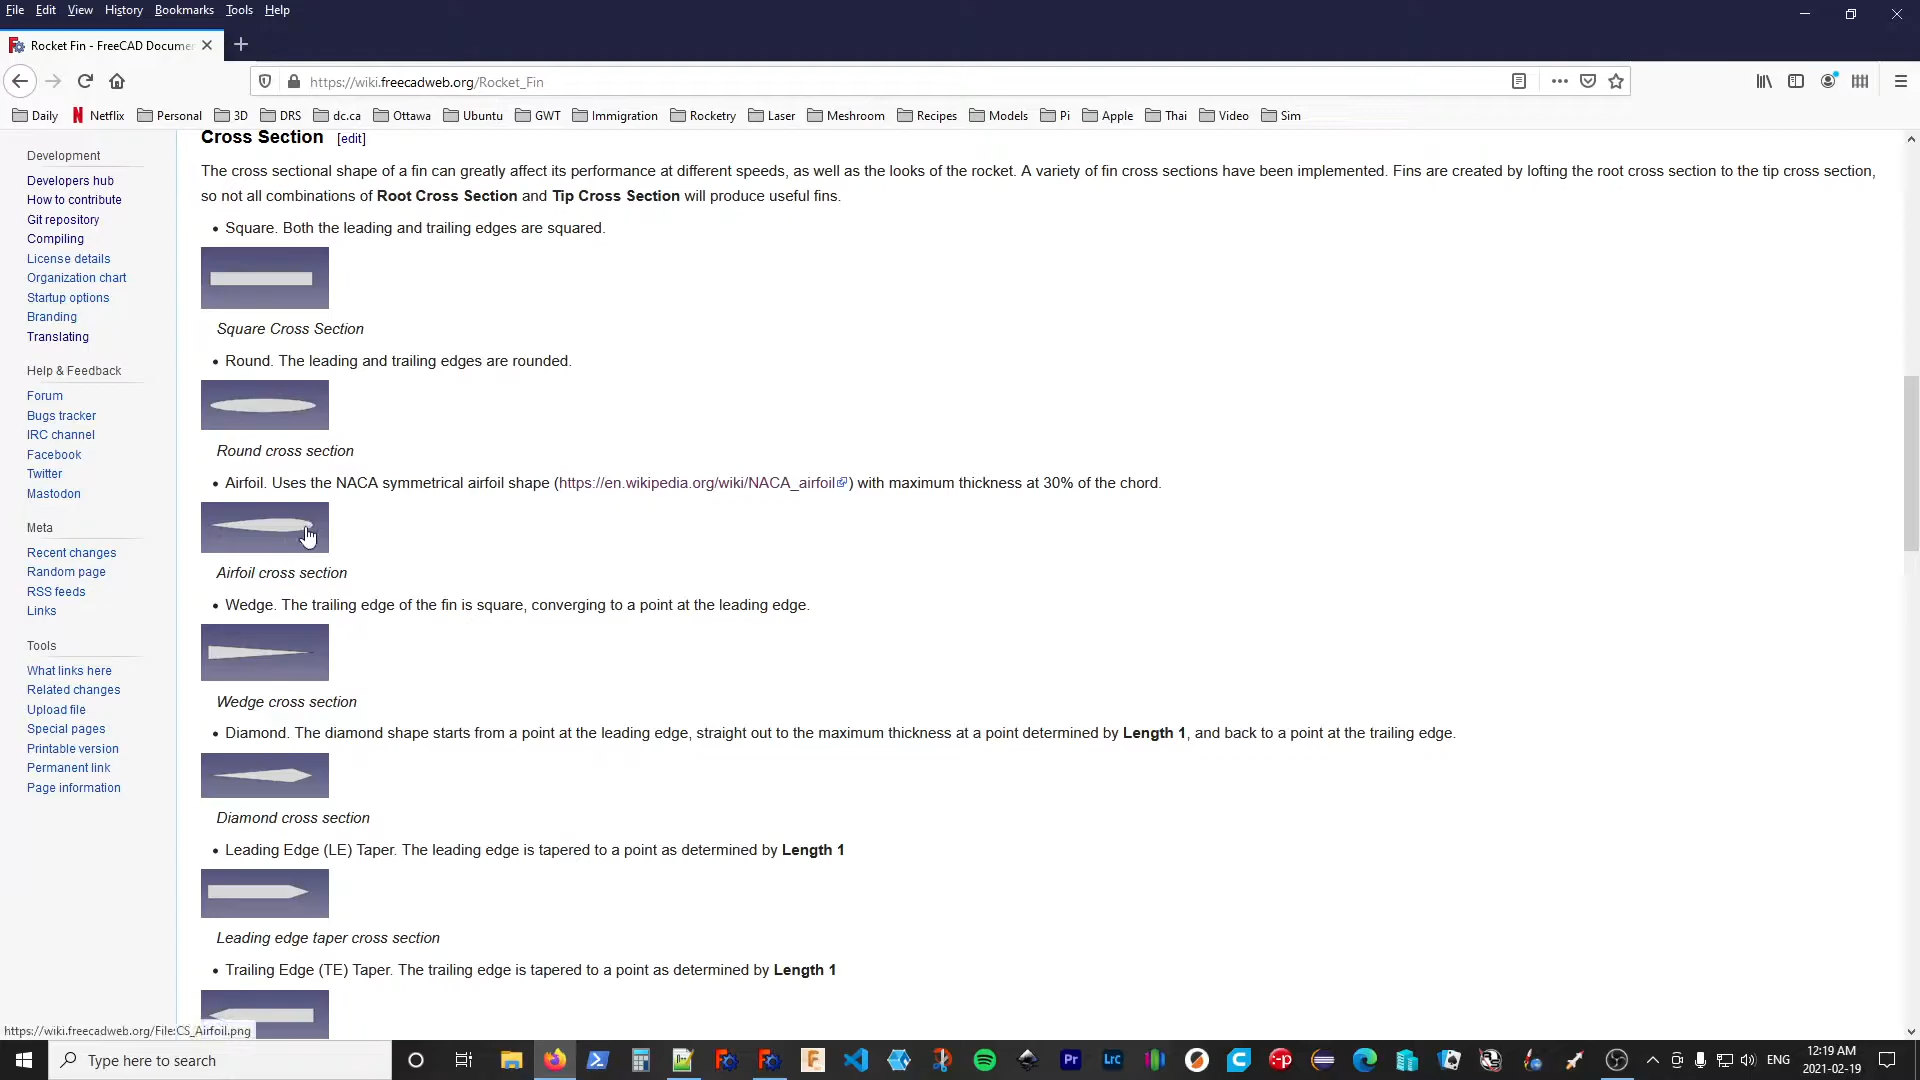 File Edit View History Bookmarks Tools Help
Rocket Fin - FreeCAD Documen
https://wiki.freecadweb.org/Rocket_Fin
Daily Netflix Personal 3D DRS dc.ca Ottawa Ubuntu GWT Immigration Rocketry Laser Meshroom Recipes Models Pi Apple Thai Video Sim
Development
Developers hub
How to contribute
Git repository
Compiling
License details
Organization chart
Startup options
Branding
Translating
Help & Feedback
Forum
Bugs tracker
IRC channel
Facebook
Twitter
Mastodon
Meta
Recent changes
Random page
RSS feeds
Links
Tools
What links here
Related changes
Upload file
Special pages
Printable version
Permanent link
Page information
Cross Section [edit]
The cross sectional shape of a fin can greatly affect its performance at different speeds, as well as the looks of the rocket. A variety of fin cross sections have been implemented. Fins are created by lofting the root cross section to the tip cross section,
so not all combinations of Root Cross Section and Tip Cross Section will produce useful fins.
• Square. Both the leading and trailing edges are squared.
Square Cross Section
• Round. The leading and trailing edges are rounded.
Round cross section
• Airfoil. Uses the NACA symmetrical airfoil shape (https://en.wikipedia.org/wiki/NACA_airfoil) with maximum thickness at 30% of the chord.
Airfoil cross section
• Wedge. The trailing edge of the fin is square, converging to a point at the leading edge.
Wedge cross section
• Diamond. The diamond shape starts from a point at the leading edge, straight out to the maximum thickness at a point determined by Length 1, and back to a point at the trailing edge.
Diamond cross section
• Leading Edge (LE) Taper. The leading edge is tapered to a point as determined by Length 1
Leading edge taper cross section
• Trailing Edge (TE) Taper. The trailing edge is tapered to a point as determined by Length 1
https://wiki.freecadweb.org/File:CS_Airfoil.png
Type here to search
Pr Lrc
ENG
12:19 AM
2021-02-19